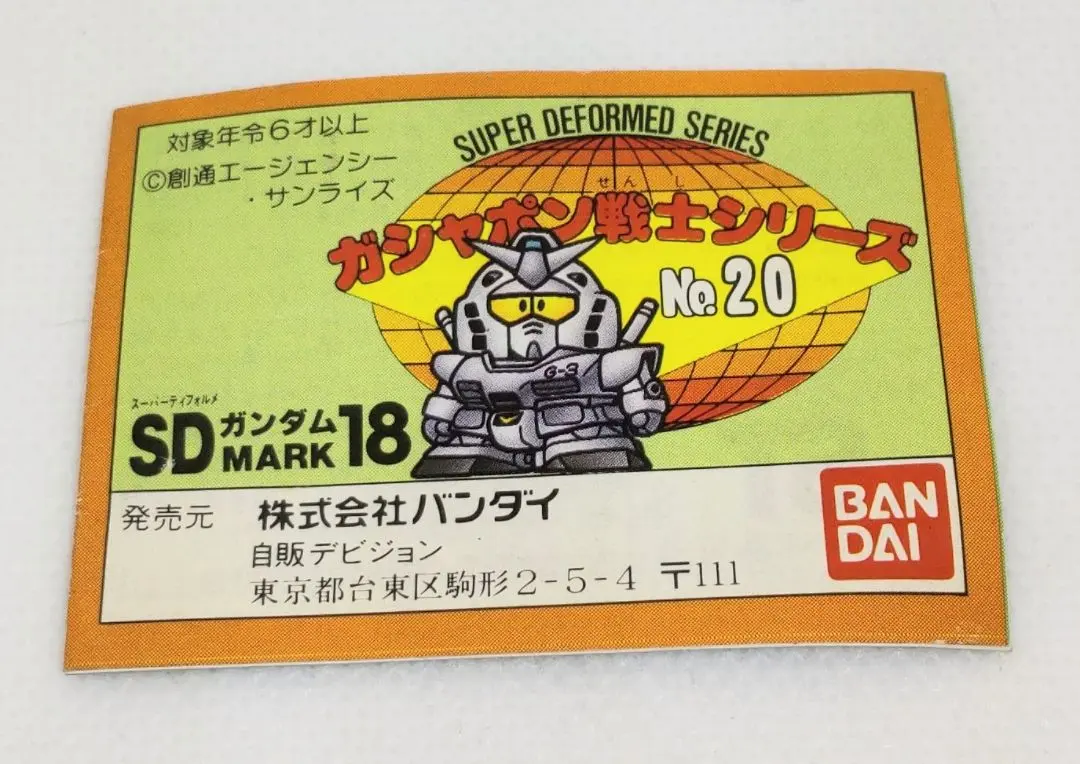 対象年令6才以上
©創通エージェンシー
・サンライズ
SUPER DEFORMED SERIES
せんし
ガシャポン戦士シリーズ
No.20
G-3
スーパーディフォルメ
SDガンダム
MARK18
発売元 株式会社バンダイ
自販デビジョン
東京都台東区駒形2-5-4 〒111
BAN
DAI